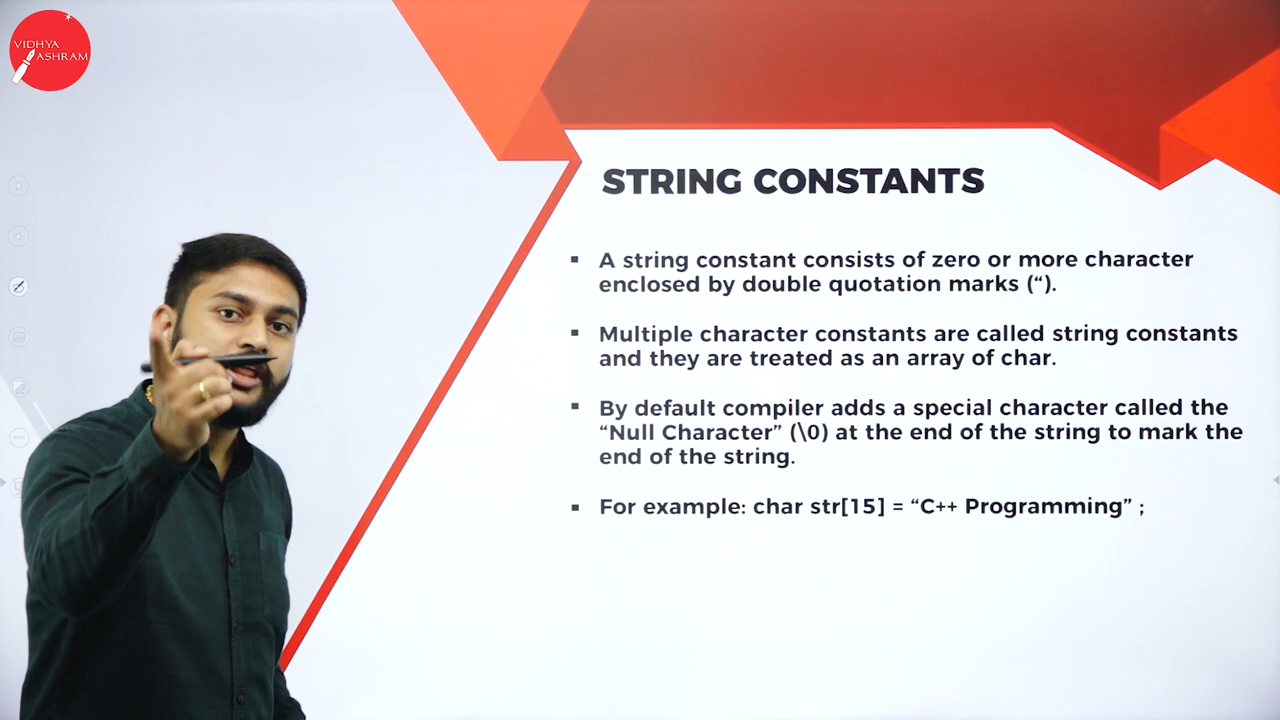 VIDHYA
ASHRAM
STRING CONSTANTS
▪ A string constant consists of zero or more character
enclosed by double quotation marks (“).
▪ Multiple character constants are called string constants
and they are treated as an array of char.
▪ By default compiler adds a special character called the
“Null Character” (\0) at the end of the string to mark the
end of the string.
▪ For example: char str[15] = “C++ Programming” ;